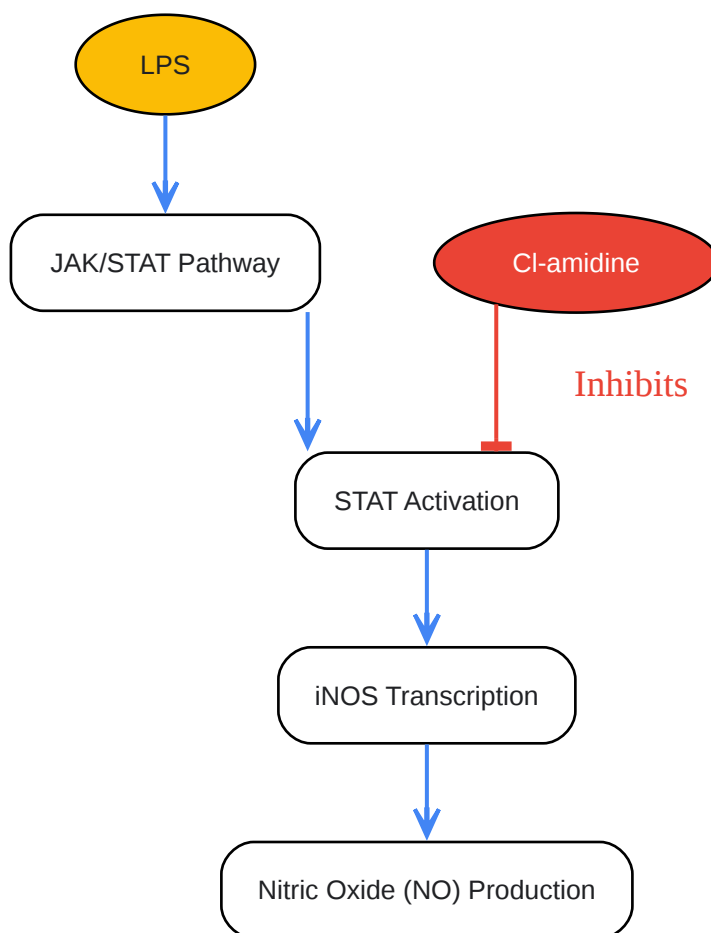 LPS
JAK/STAT Pathway
Cl-amidine
Inhibits
STAT Activation
iNOS Transcription
Nitric Oxide (NO) Production